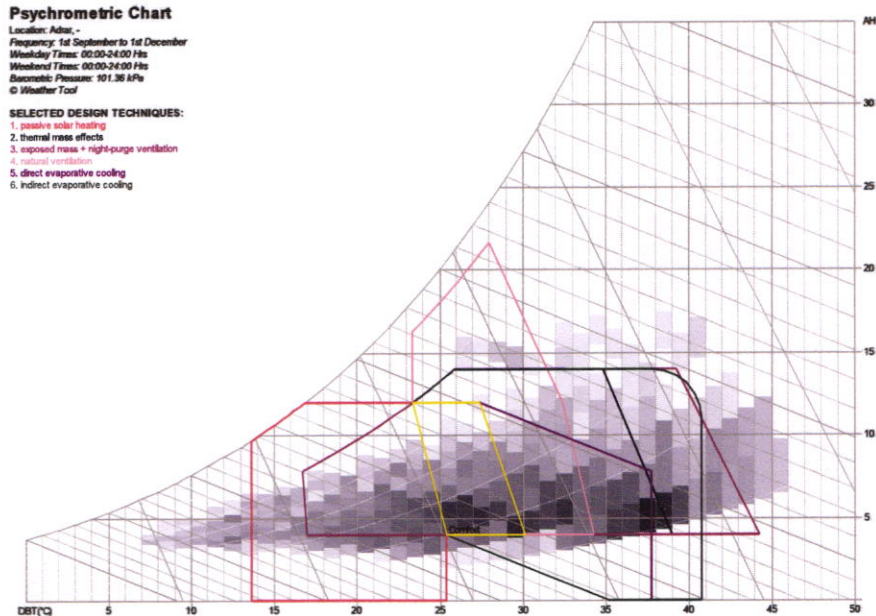 Psychrometric Chart
Location: Adrar, -
Frequency: 1st September to 1st December
Weekday Times: 00:00-24:00 Hrs
Weekend Times: 00:00-24:00 Hrs
Barometric Pressure: 101.36 kPa
© Weather Tool
SELECTED DESIGN TECHNIQUES:
1. passive solar heating
2. thermal mass effects
3. exposed mass + night-purge ventilation
4. natural ventilation
5. direct evaporative cooling
6. indirect evaporative cooling
AH
30
25
20
15
10
5
Comfort
DBT(°C) 5 10 15 20 25 30 35 40 45 50